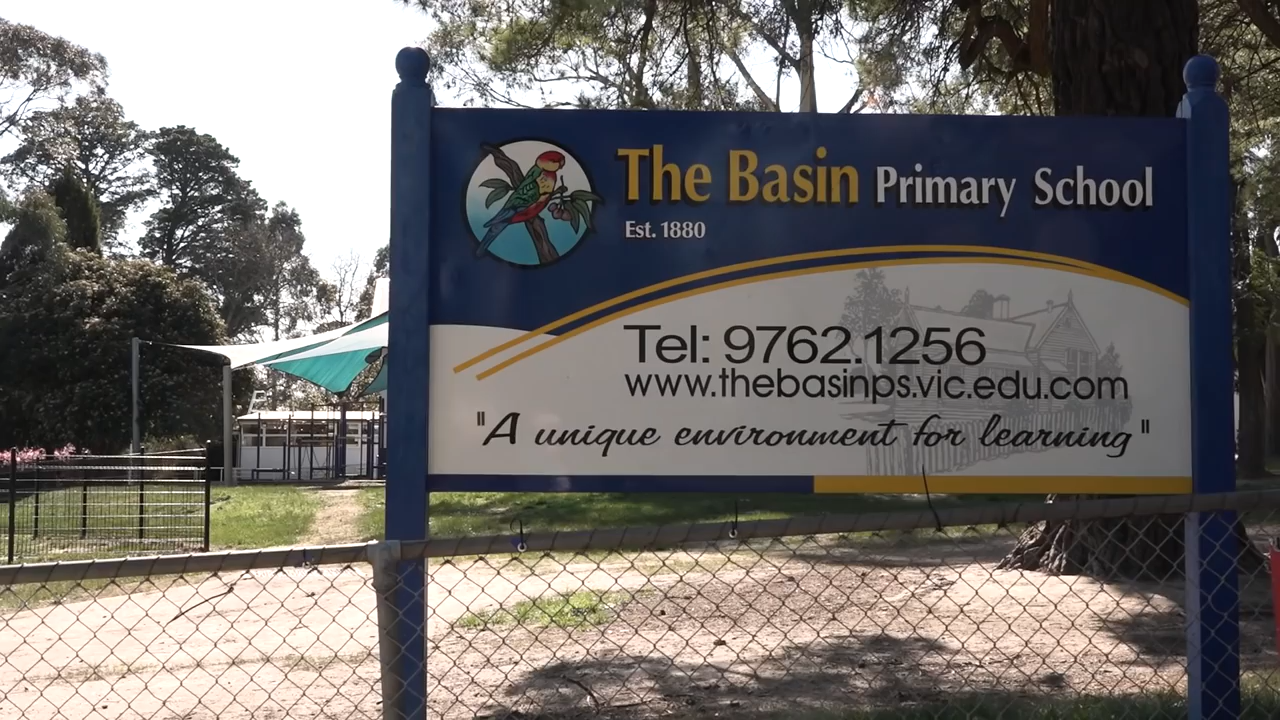 The Basin Primary School
Est. 1880
Tel: 9762.1256
www.thebasinps.vic.edu.com
"A unique environment for learning"